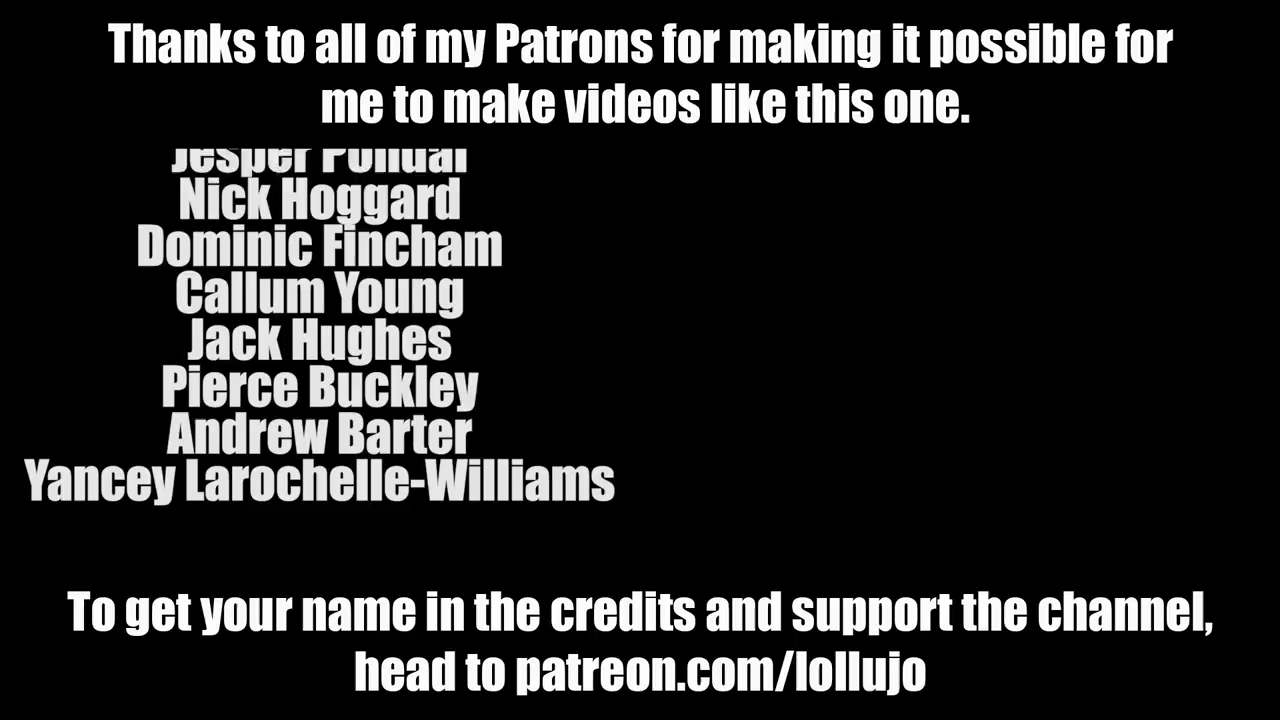 Thanks to all of my Patrons for making it possible for
me to make videos like this one.
Jesper
Nick Hoggard
Dominic Fincham
Callum Young
Jack Hughes
Pierce Buckley
Andrew Barter
Yancey Larochelle-Williams
To get your name in the credits and support the channel,
head to patreon.com/lollujo